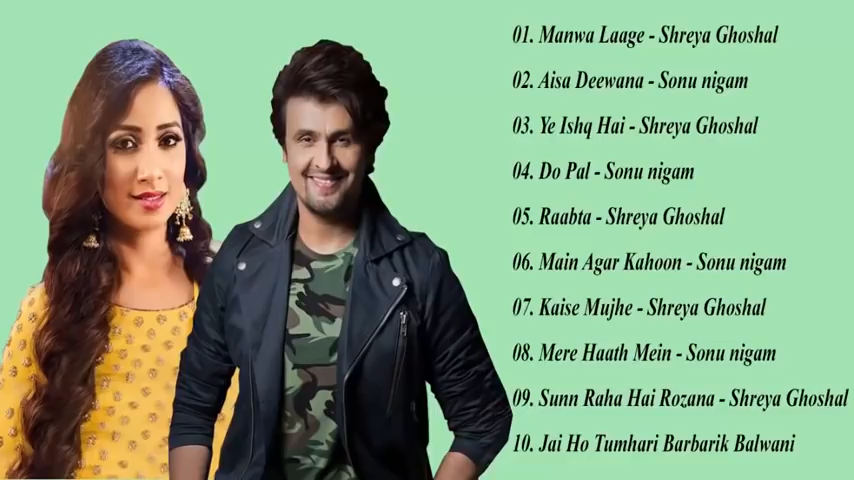 01. Manwa Laage - Shreya Ghoshal
02. Aisa Deewana - Sonu nigam
03. Ye Ishq Hai - Shreya Ghoshal
04. Do Pal - Sonu nigam
05. Raabta - Shreya Ghoshal
06. Main Agar Kahoon - Sonu nigam
07. Kaise Mujhe - Shreya Ghoshal
08. Mere Haath Mein - Sonu nigam
09. Sunn Raha Hai Rozana - Shreya Ghoshal
10. Jai Ho Tumhari Barbarik Balwani